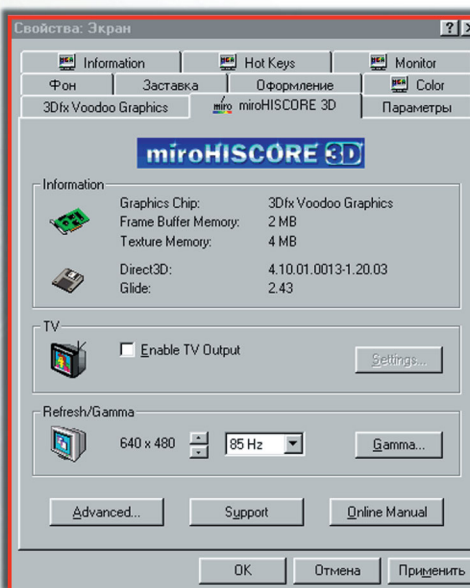 Свойства: Экран
Information Hot Keys Monitor
Фон Заставка Оформление Color
3Dfx Voodoo Graphics miro miroHISCORE 3D Параметры
miroHISCORE 3D
Information
Graphics Chip: 3Dfx Voodoo Graphics
Frame Buffer Memory: 2 MB
Texture Memory: 4 MB
Direct3D: 4.10.01.0013-1.20.03
Glide: 2.43
TV
Enable TV Output Settings...
Refresh/Gamma
640 x 480 85 Hz Gamma...
Advanced... Support Online Manual
OK Отмена Применить